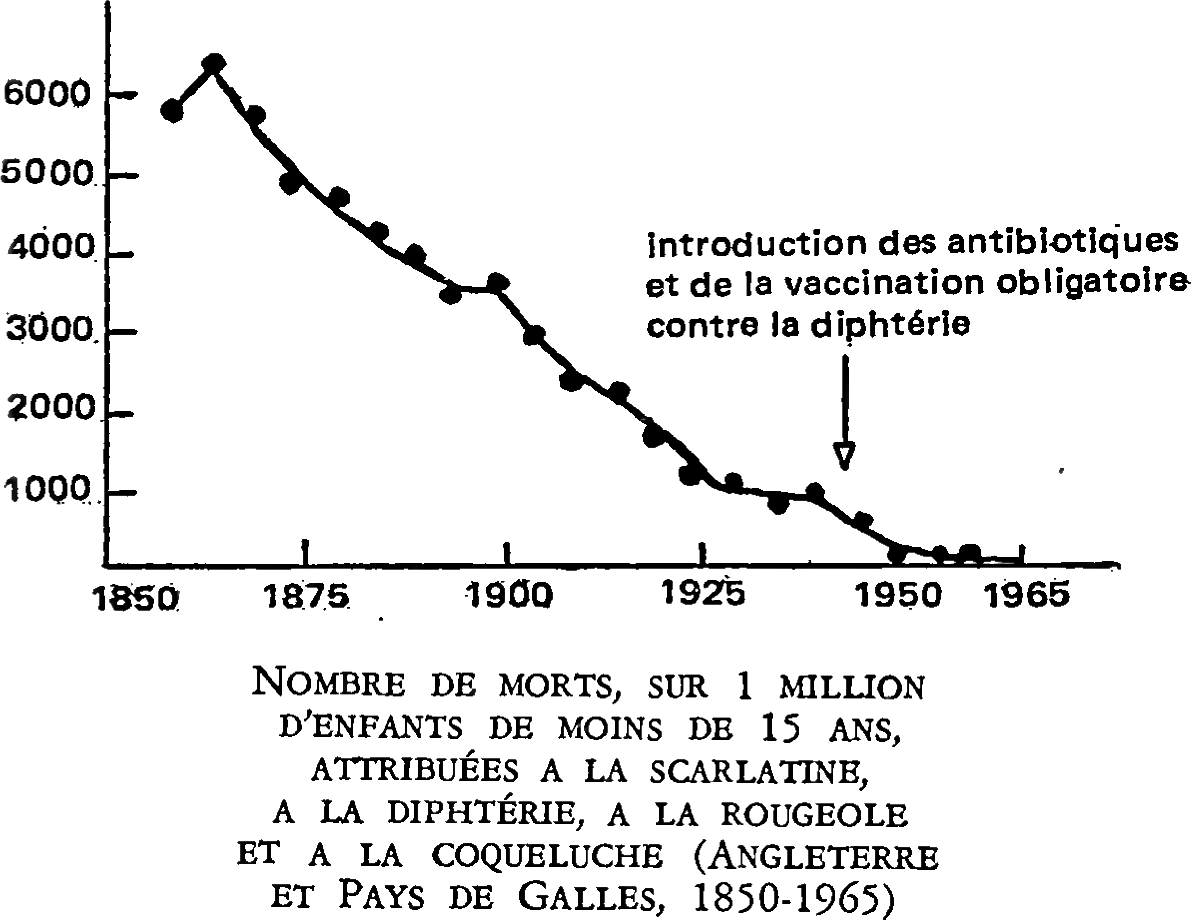 6000
5000
4000
3000
2000
1000
introduction des antibiotiques
et de la vaccination obligatoire
contre la diphtérie
1850 1875 1900 1925 1950 1965
NOMBRE DE MORTS, SUR 1 MILLION
D'ENFANTS DE MOINS DE 15 ANS,
ATTRIBUÉES A LA SCARLATINE,
A LA DIPHTÉRIE, A LA ROUGEOLE
ET A LA COQUELUCHE (ANGLETERRE
ET PAYS DE GALLES, 1850-1965)